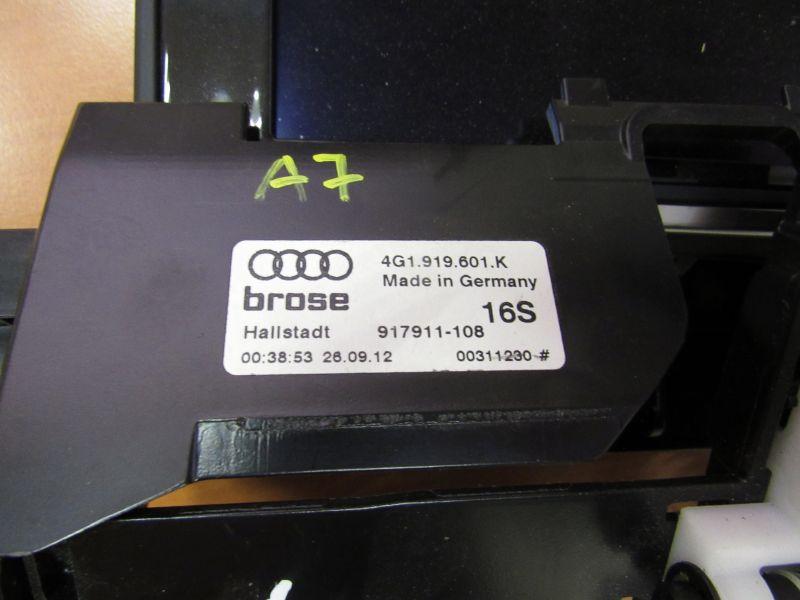 A7
4G1.919.601.K
Made in Germany
brose
16S
Hallstadt 917911-108
00:38:53 26.09.12 00311230 #